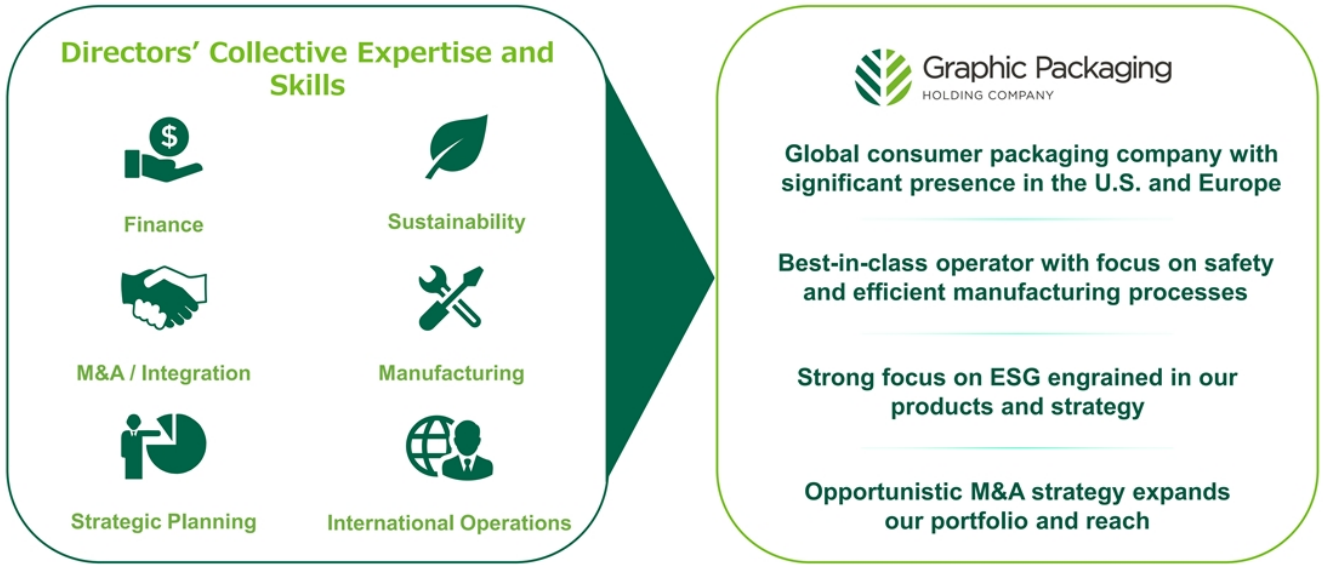 Directors’ Collective Expertise and
Skills
$
Finance
Sustainability
M&A / Integration
Manufacturing
Strategic Planning
International Operations
Graphic Packaging
HOLDING COMPANY
Global consumer packaging company with
significant presence in the U.S. and Europe
Best-in-class operator with focus on safety
and efficient manufacturing processes
Strong focus on ESG engrained in our
products and strategy
Opportunistic M&A strategy expands
our portfolio and reach